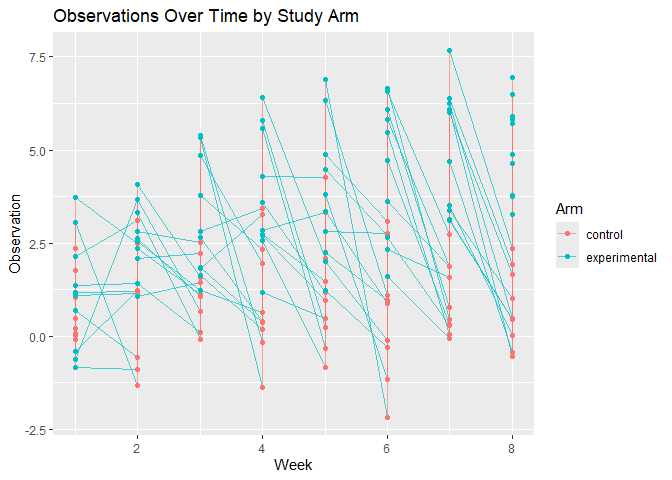 Observations Over Time by Study Arm
7.5
5.0
2.5
0.0
-2.5
Observation
2
4
6
8
Week
Arm
control
experimental